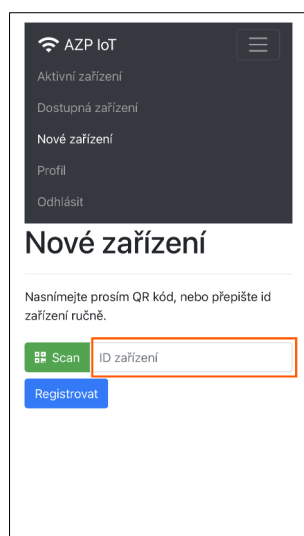 AZP IoT
Aktivní zařízení
Dostupná zařízení
Nové zařízení
Profil
Odhlásit
Nové zařízení
Nasnímejte prosím QR kód, nebo přepište id
zařízení ručně.
Scan ID zařízení
Registrovat